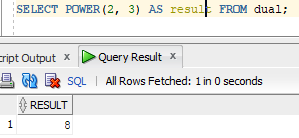 SELECT POWER(2, 3) AS result FROM dual;
cript Output × Query Result ×
SQL | All Rows Fetched: 1 in 0 seconds
RESULT
1 8